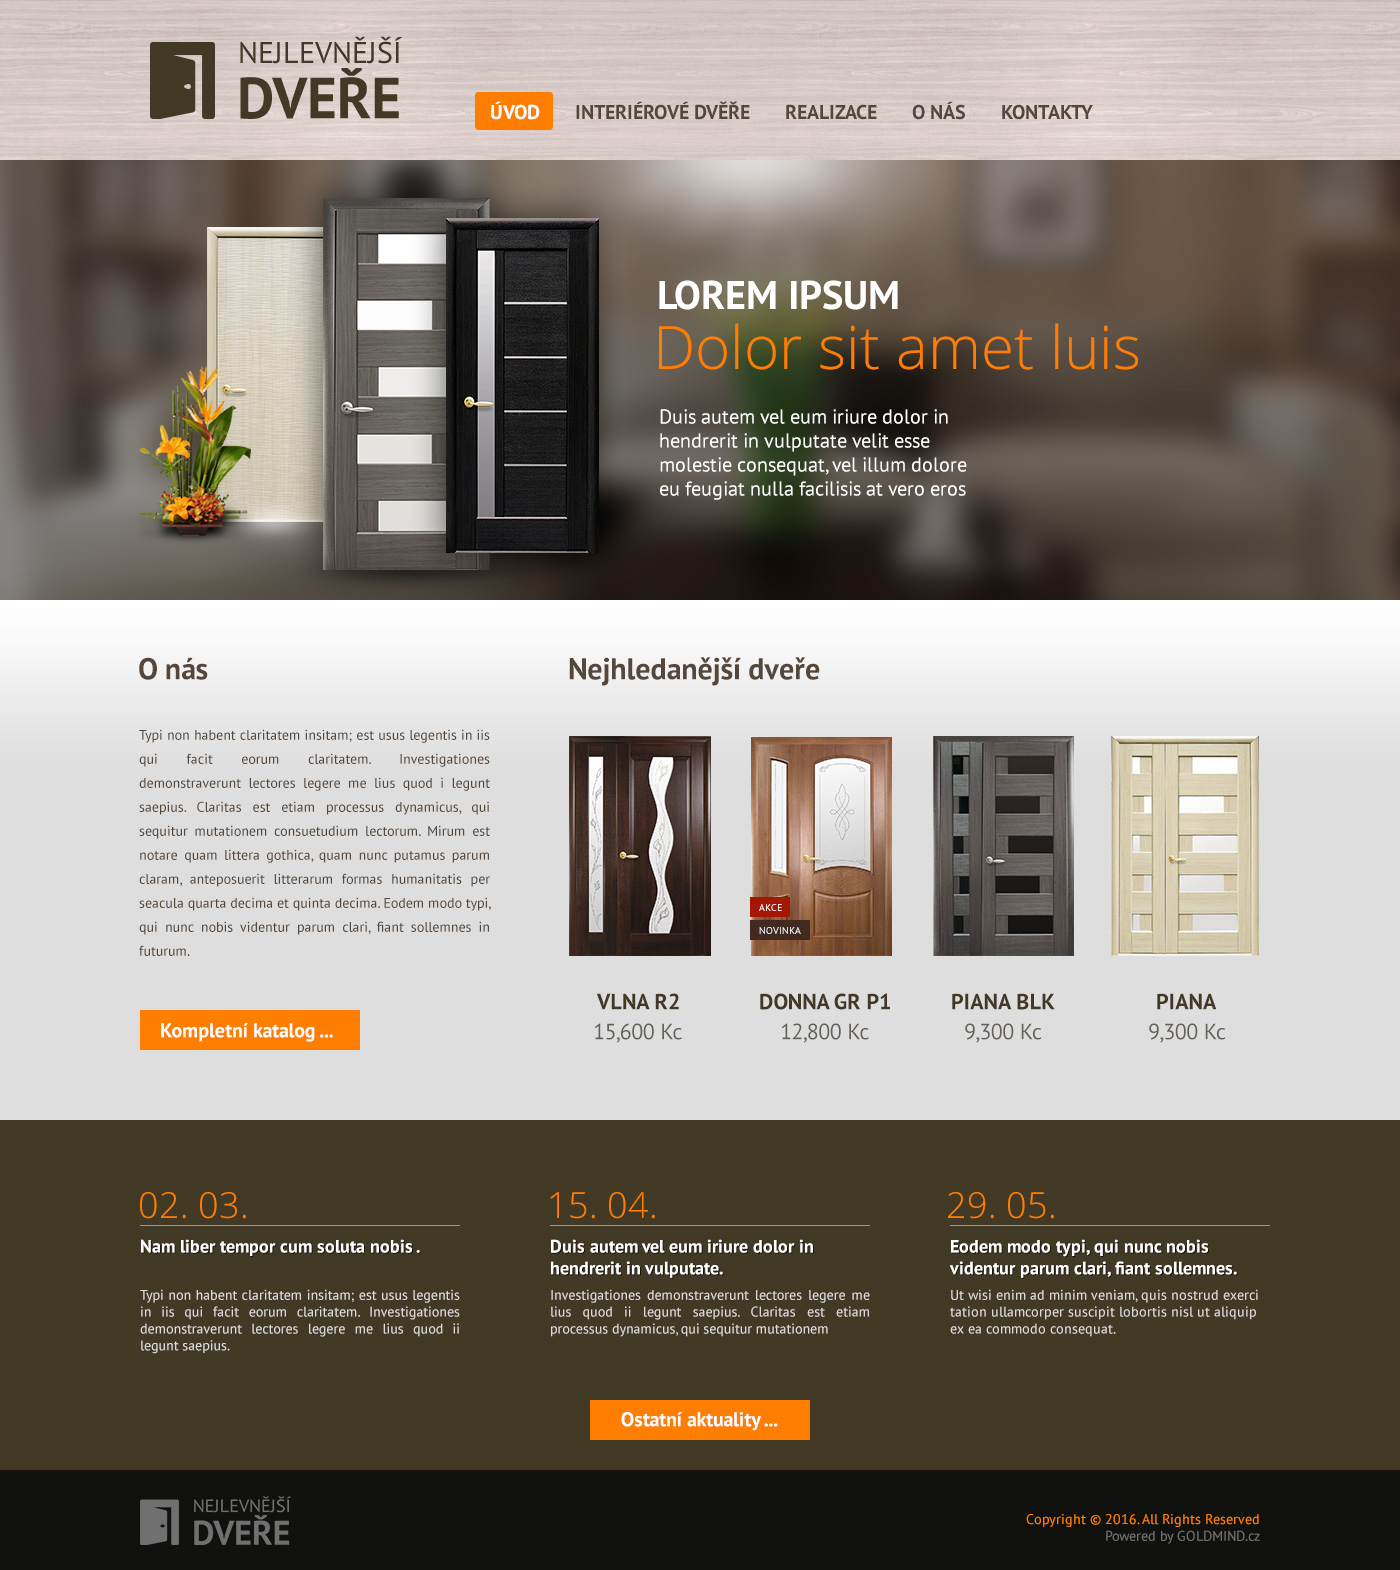 NEJLEVNĚJŠÍ
DVEŘE
ÚVOD INTERIÉROVÉ DVĚŘE REALIZACE O NÁS KONTAKTY
LOREM IPSUM
Dolor sit amet luis
Duis autem vel eum iriure dolor in
hendrerit in vulputate velit esse
molestie consequat, vel illum dolore
eu feugiat nulla facilisis at vero eros
O nás
Typi non habent claritatem insitam; est usus legentis in iis
qui facit eorum claritatem. Investigationes
demonstraverunt lectores legere me lius quod i legunt
saepius. Claritas est etiam processus dynamicus, qui
sequitur mutationem consuetudium lectorum. Mirum est
notare quam littera gothica, quam nunc putamus parum
claram, anteposuerit litterarum formas humanitatis per
seacula quarta decima et quinta decima. Eodem modo typi,
qui nunc nobis videntur parum clari, fiant sollemnes in
futurum.
Kompletní katalog ...
Nejhledanější dveře
AKCE
NOVINKA
VLNA R2
15,600 Kc
DONNA GR P1
12,800 Kc
PIANA BLK
9,300 Kc
PIANA
9,300 Kc
02. 03.
Nam liber tempor cum soluta nobis .
Typi non habent claritatem insitam; est usus legentis
in iis qui facit eorum claritatem. Investigationes
demonstraverunt lectores legere me lius quod ii
legunt saepius.
15. 04.
Duis autem vel eum iriure dolor in
hendrerit in vulputate.
Investigationes demonstraverunt lectores legere me
lius quod ii legunt saepius. Claritas est etiam
processus dynamicus, qui sequitur mutationem
29. 05.
Eodem modo typi, qui nunc nobis
videntur parum clari, fiant sollemnes.
Ut wisi enim ad minim veniam, quis nostrud exerci
tation ullamcorper suscipit lobortis nisl ut aliquip
ex ea commodo consequat.
Ostatní aktuality ...
NEJLEVNĚJŠÍ
DVEŘE
Copyright © 2016. All Rights Reserved
Powered by GOLDMIND.cz